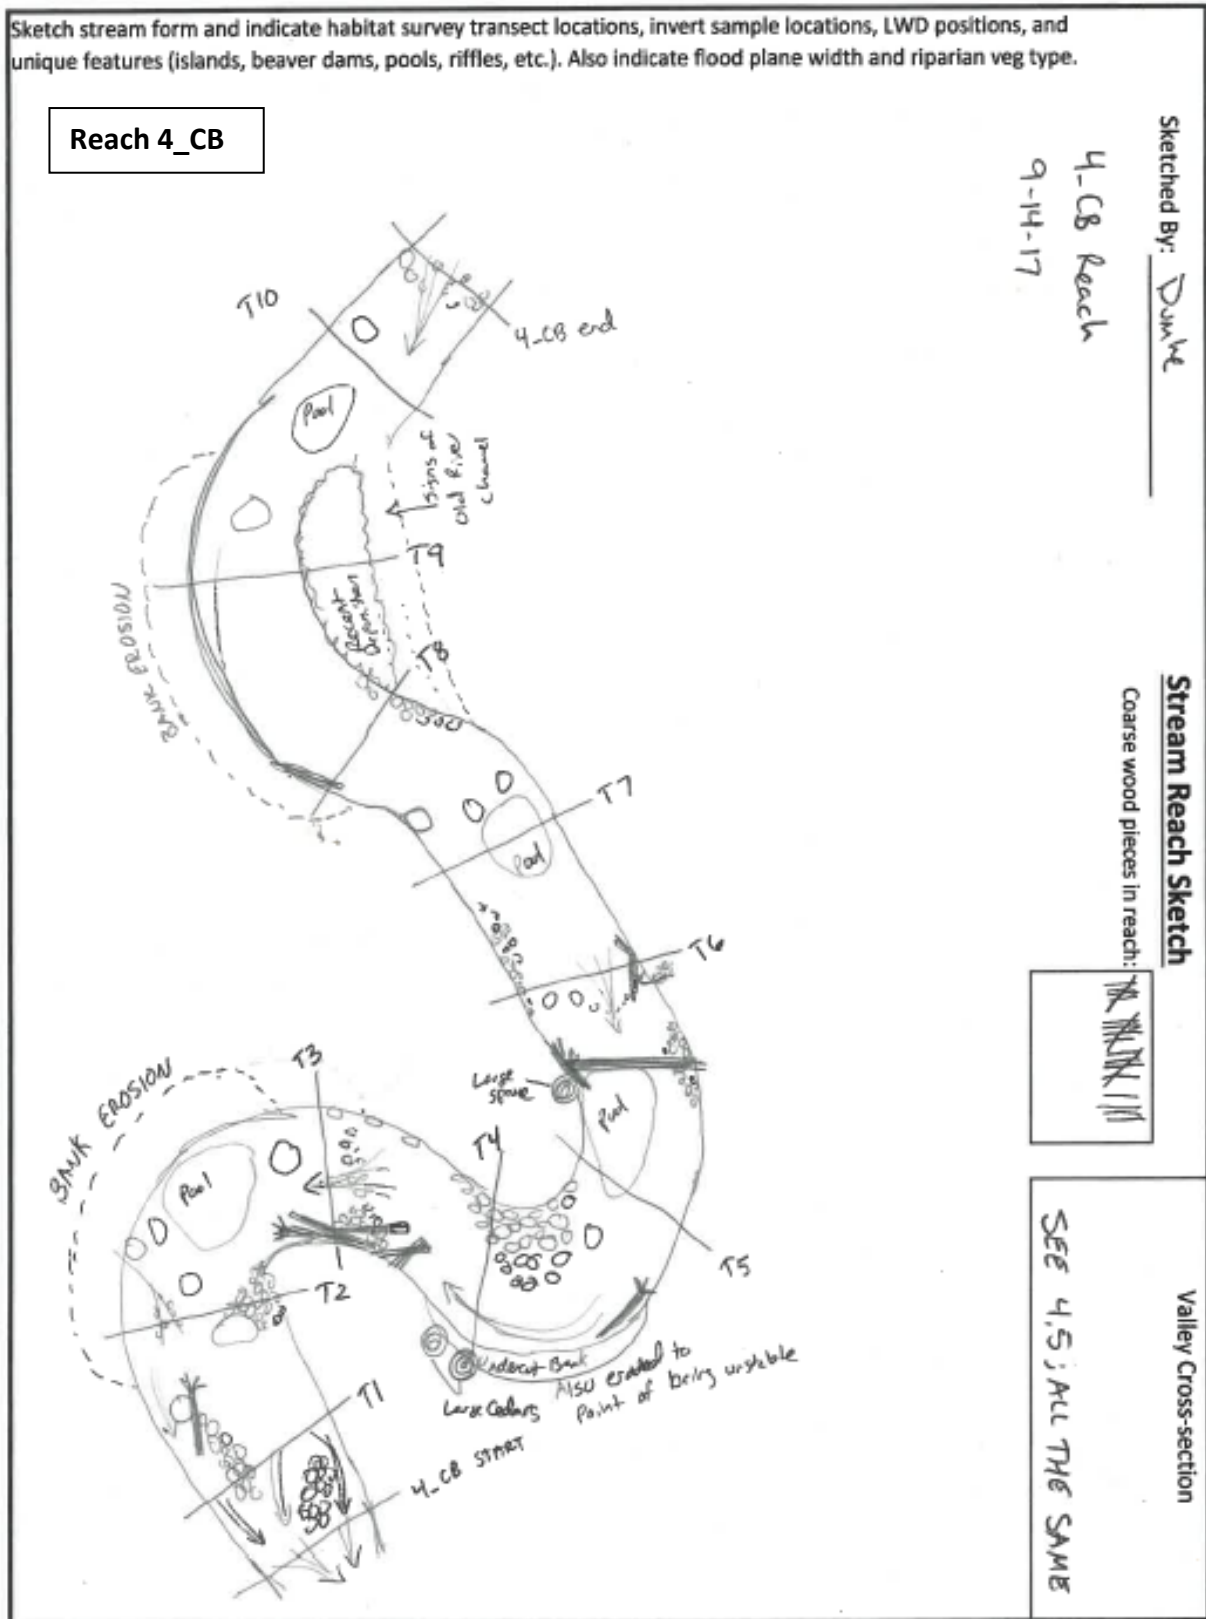 Sketch stream form and indicate habitat survey transect locations, invert sample locations, LWD positions, and
unique features (islands, beaver dams, pools, riffles, etc.). Also indicate flood plane width and riparian veg type.
Reach 4_CB
Sketched By: Dumke
4-CB Reach
9-14-17
Stream Reach Sketch
Coarse wood pieces in reach:
Valley Cross-section
SEE 4.5; ALL THE SAME
4-CB end
T10
Pool
Signs of
Old River
Channel
T9
Recent
Deposition
T8
BANK EROSION
T7
Pool
T6
Large
Spruce
Pool
T5
T4
T3
BANK EROSION
Pool
T2
Undercut Bank
Also eroded to
Point of being unstable
Large Cedars
T1
4-CB START